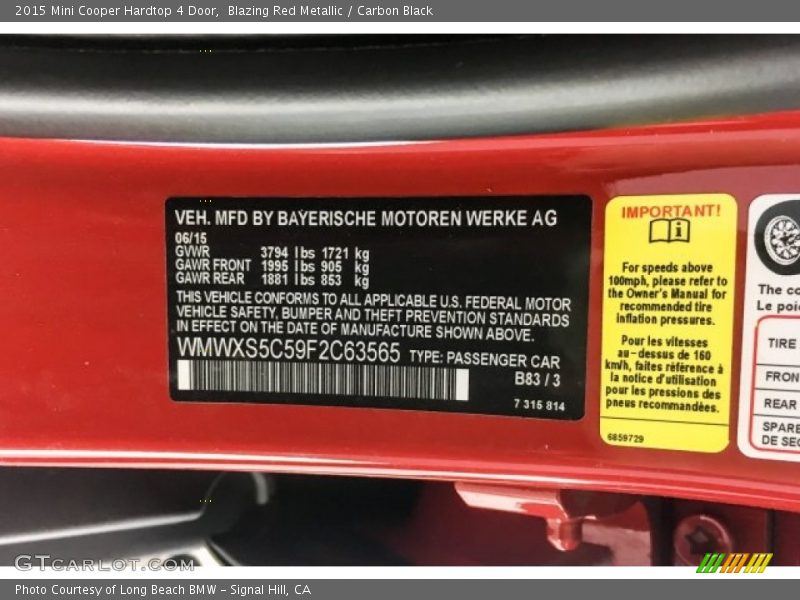 2015 Mini Cooper Hardtop 4 Door,  Blazing Red Metallic / Carbon Black
VEH. MFD BY BAYERISCHE MOTOREN WERKE AG
06/15
GVWR 3794 lbs 1721 kg
GAWR FRONT 1995 lbs 905 kg
GAWR REAR 1881 lbs 853 kg
THIS VEHICLE CONFORMS TO ALL APPLICABLE U.S. FEDERAL MOTOR
VEHICLE SAFETY, BUMPER AND THEFT PREVENTION STANDARDS
IN EFFECT ON THE DATE OF MANUFACTURE SHOWN ABOVE.
WMWXS5C59F2C63565 TYPE: PASSENGER CAR
B83 / 3
7 315 814
IMPORTANT!
i
For speeds above
100mph, please refer to
the Owner's Manual for
recommended tire
inflation pressures.
Pour les vitesses
au-dessus de 160
km/h, faites référence à
la notice d'utilisation
pour les pressions des
pneus recommandées.
6859729
The co
Le poi
TIRE
FRON
REAR
SPARE
DE SEC
GTCARLOT.COM
Photo Courtesy of Long Beach BMW - Signal Hill, CA